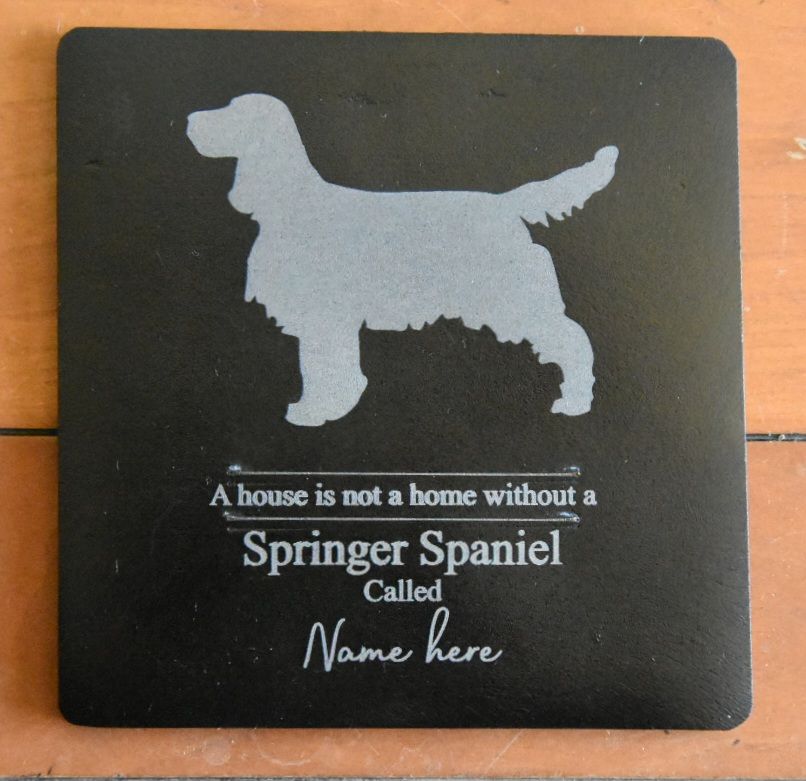 A house is not a home without a
Springer Spaniel
Called
Name here